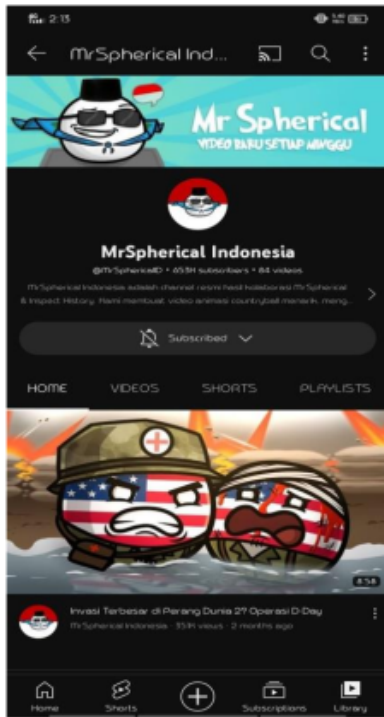 2:13
MrSpherical Ind...
Mr Spherical
VIDEO BARU SETIAP MINGGU
MrSpherical Indonesia
@MrSphericalID • 653K subscribers • 84 videos
MrSpherical Indonesia adalah channel resmi hasil kolaborasi MrSpherical
& Inspect History. Kami membuat video animasi countryball menarik, meng...
Subscribed
HOME VIDEOS SHORTS PLAYLISTS
8:58
Invasi Terbesar di Perang Dunia 2? Operasi D-Day
MrSpherical Indonesia · 351K views · 2 months ago
Home Shorts Subscriptions Library